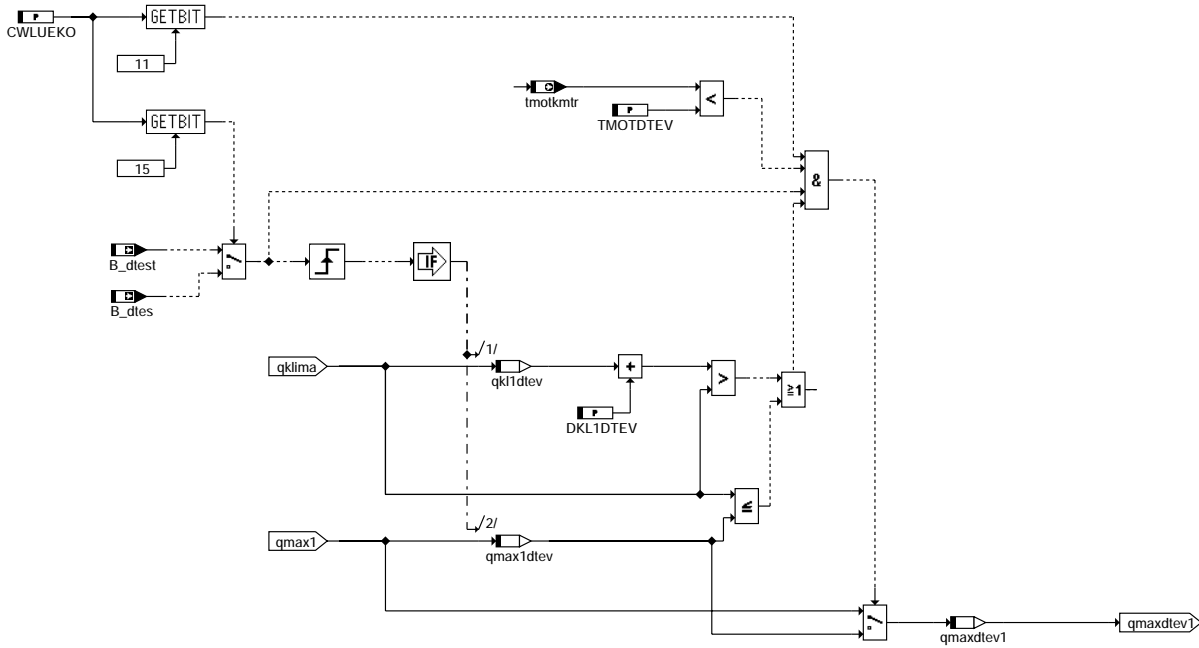 P
CWLUEKO
GETBIT
11
GETBIT
15
tmotkmtr
P
TMOTDTEV
<
&
B_dtest
B_dtes
IF
/1/
qklima
qkl1dtev
+
P
DKL1DTEV
>
≥1
≤
/2/
qmax1
qmax1dtev
qmaxdtev1
qmaxdtev1